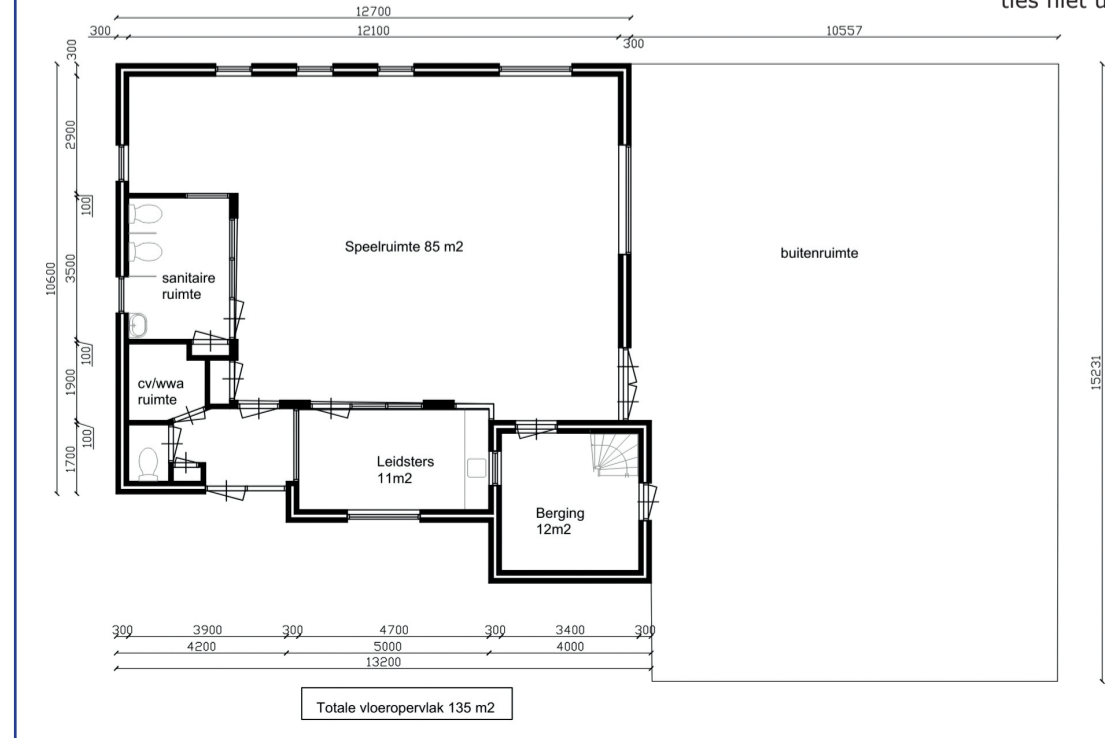 ties niet u
12700
300 12100 300 10557
300
2900
100
3500
100
1900
100
1700
10600
15231
Speelruimte 85 m2
buitenruimte
sanitaire
ruimte
cv/wwa
ruimte
Leidsters
11m2
Berging
12m2
300 3900 300 4700 300 3400 300
4200 5000 4000
13200
Totale vloeropervlak 135 m2